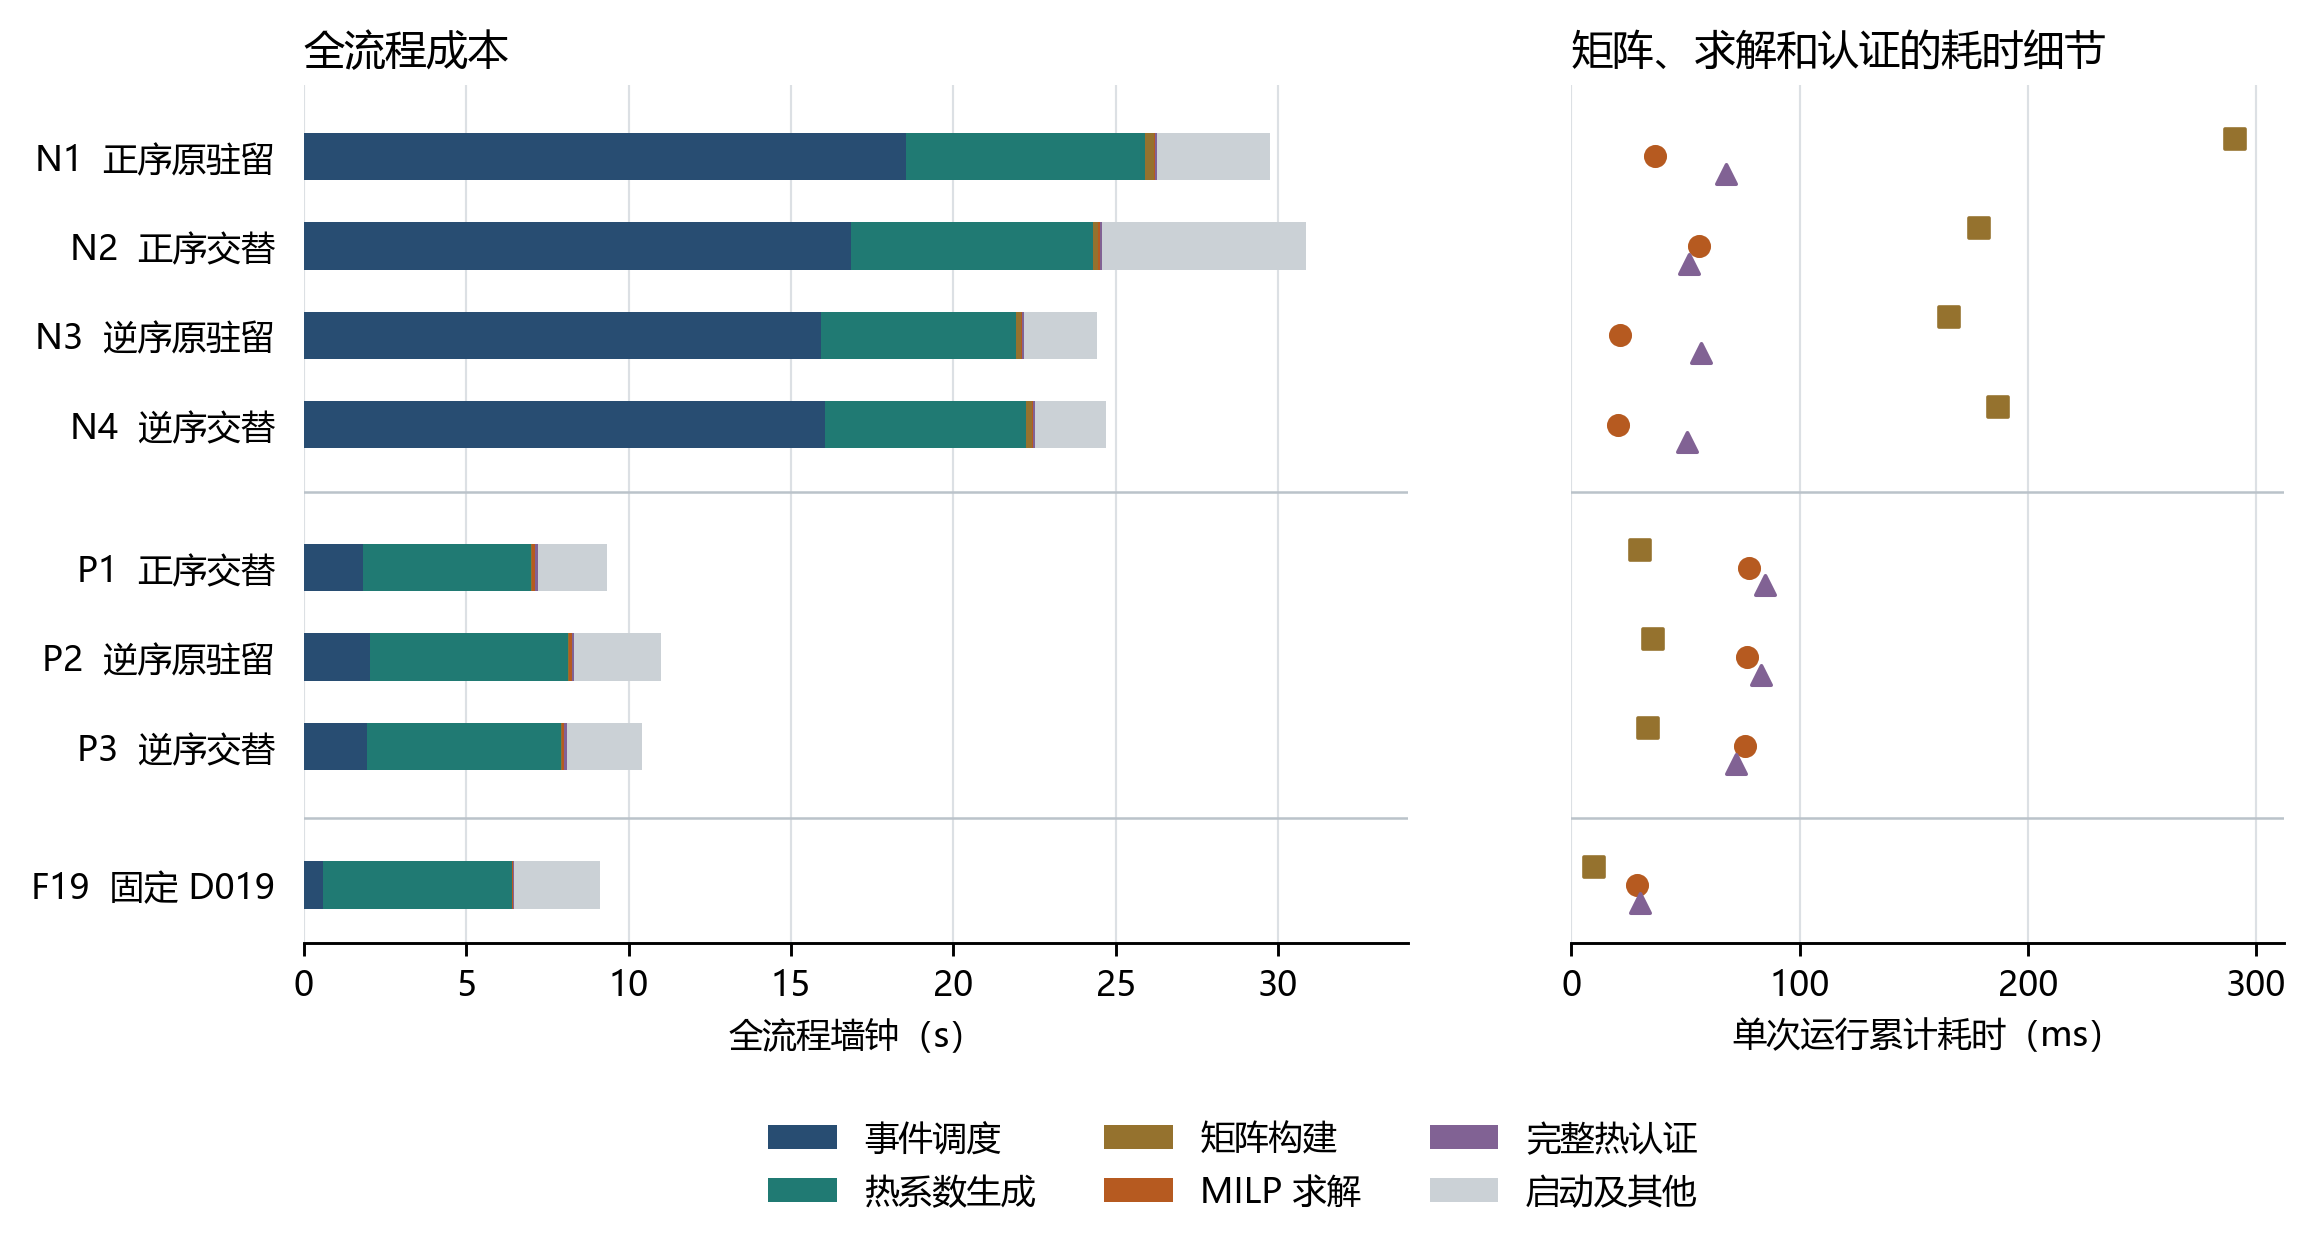 全流程成本
矩阵、求解和认证的耗时细节
N1 正序原驻留
N2 正序交替
N3 逆序原驻留
N4 逆序交替
P1 正序交替
P2 逆序原驻留
P3 逆序交替
F19 固定 D019
0 5 10 15 20 25 30
全流程墙钟（s）
0 100 200 300
单次运行累计耗时（ms）
事件调度
热系数生成
矩阵构建
MILP 求解
完整热认证
启动及其他